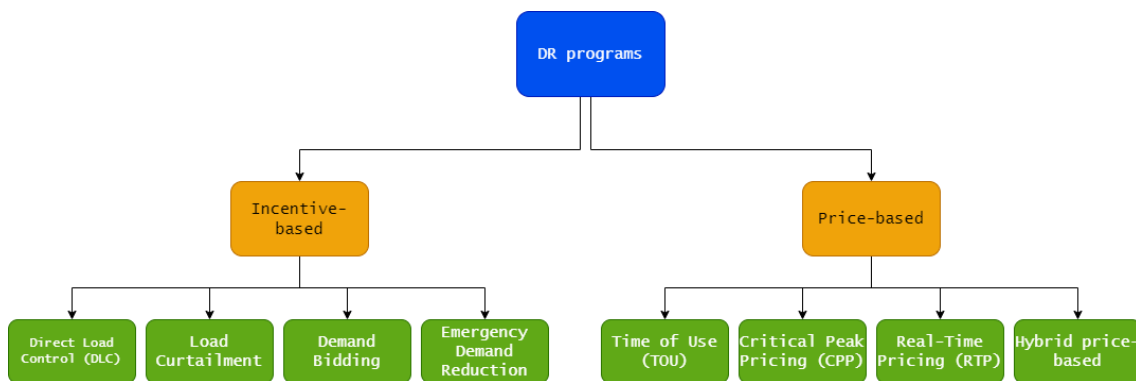 DR programs
Incentive-
based
Price-based
Direct Load
Control (DLC)
Load
Curtailment
Demand
Bidding
Emergency
Demand
Reduction
Time of Use
(TOU)
Critical Peak
Pricing (CPP)
Real-Time
Pricing (RTP)
Hybrid price-
based